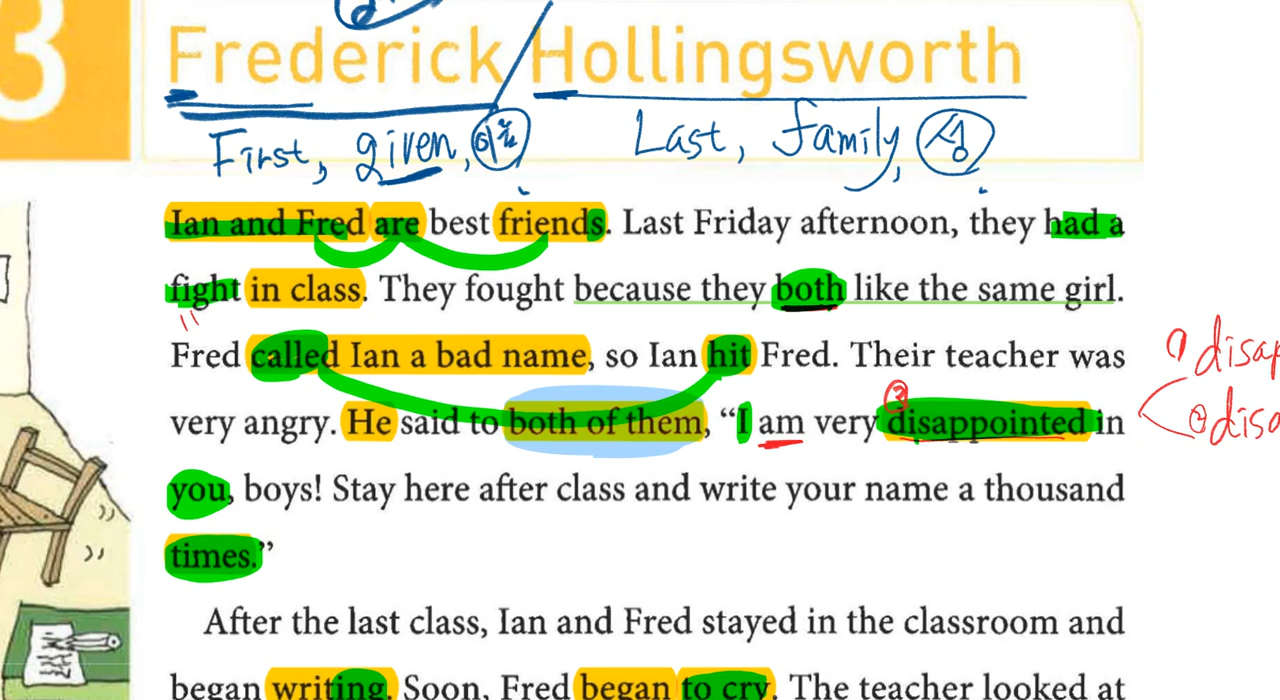 3
Frederick / Hollingsworth
First, given, 이름 Last, family, 성
Ian and Fred are best friends. Last Friday afternoon, they had a
fight in class. They fought because they both like the same girl.
Fred called Ian a bad name, so Ian hit Fred. Their teacher was
very angry. He said to both of them, “I am very disappointed in
you, boys! Stay here after class and write your name a thousand
times.”
After the last class, Ian and Fred stayed in the classroom and
began writing. Soon, Fred began to cry. The teacher looked at